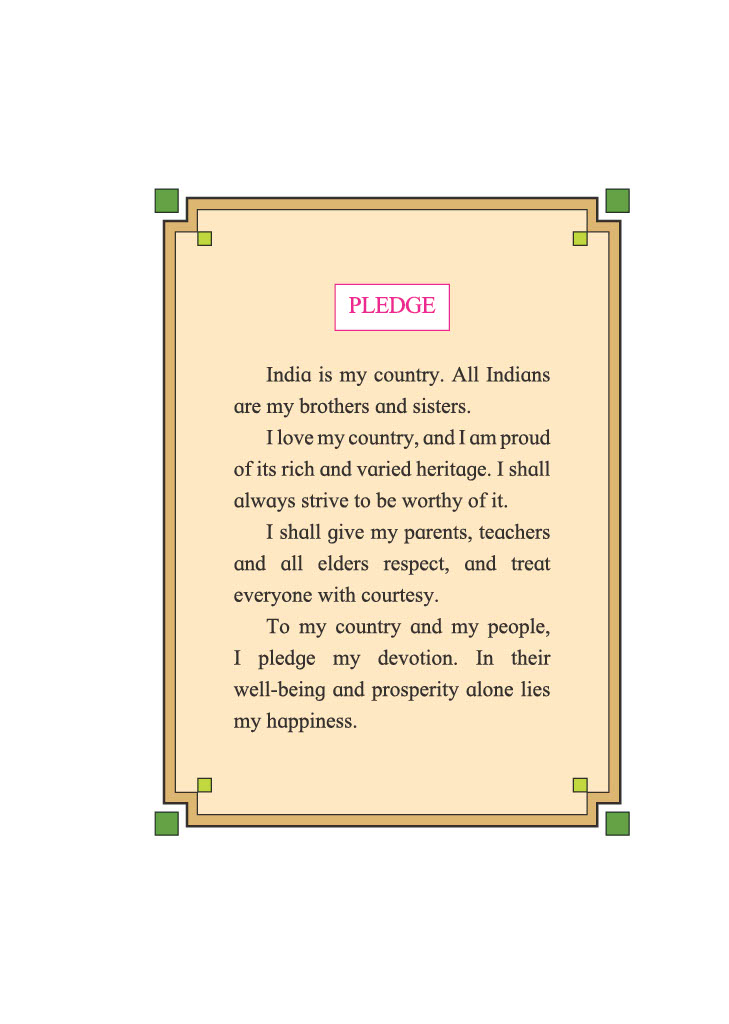 PLEDGE
India is my country. All Indians
are my brothers and sisters.
I love my country, and I am proud
of its rich and varied heritage. I shall
always strive to be worthy of it.
I shall give my parents, teachers
and all elders respect, and treat
everyone with courtesy.
To my country and my people,
I pledge my devotion. In their
well-being and prosperity alone lies
my happiness.